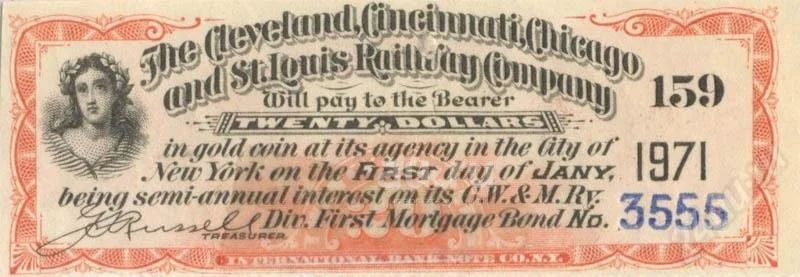 The Cleveland, Cincinnati, Chicago
and St. Louis Railway Company
159
Will pay to the Bearer
TWENTY DOLLARS
in gold coin at its agency in the City of
New York on the FIRST day of JANY, 1971
being semi-annual interest on its C.W. & M. Ry.
Div. First Mortgage Bond No. 3555
Russell
TREASURER.
INTERNATIONAL BANK NOTE CO. N.Y.